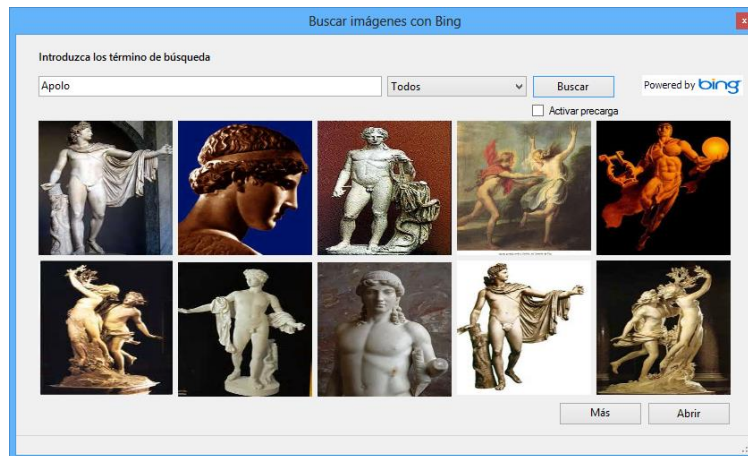 Buscar imágenes con Bing
x
Introduzca los término de búsqueda
Apolo
Todos
Buscar
Powered by bing
Activar precarga
Más
Abrir